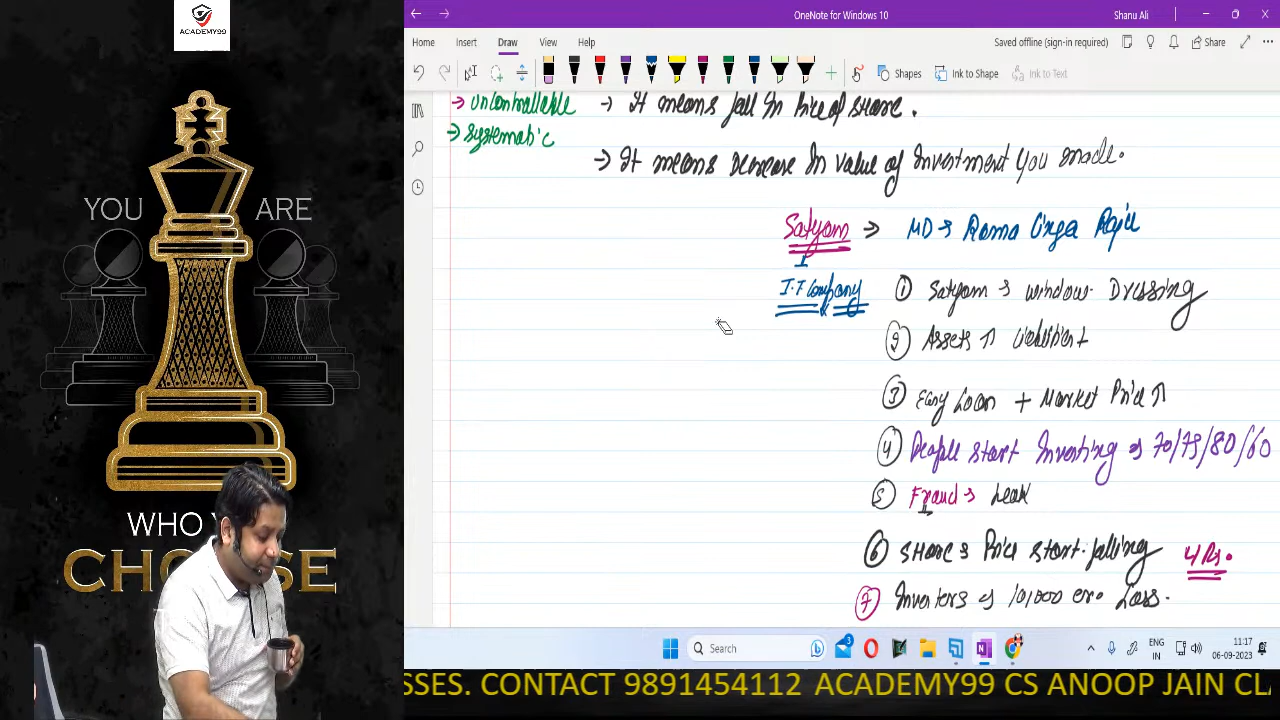 ACADEMY99
YOU ARE
WHO Y
CHOOSE
OneNote for Windows 10
Shanu Ali
Home Insert Draw View Help
Saved offline (sign-in required)
Share
Shapes
Ink to Shape
Ink to Text
→ Uncontrollable
→ Systematic
→ It means fall In Price of share.
→ It means Decrease In value of Investment you made.
Satyam → MD → Rama Linga Raju
I.T Company
① Satyam → window Dressing
② Assets ↑
③ Easy Loan + Market Price ↑
④ People start Investing → 70/75/80/60
⑤ Fraud → Leak
⑥ SHare → Price start falling 4 Rs.
⑦ Investors → 10,000 cro Loss.
Search
3
ENG
IN
11:17
06-09-2023
SSES. CONTACT 9891454112 ACADEMY99 CS ANOOP JAIN CL